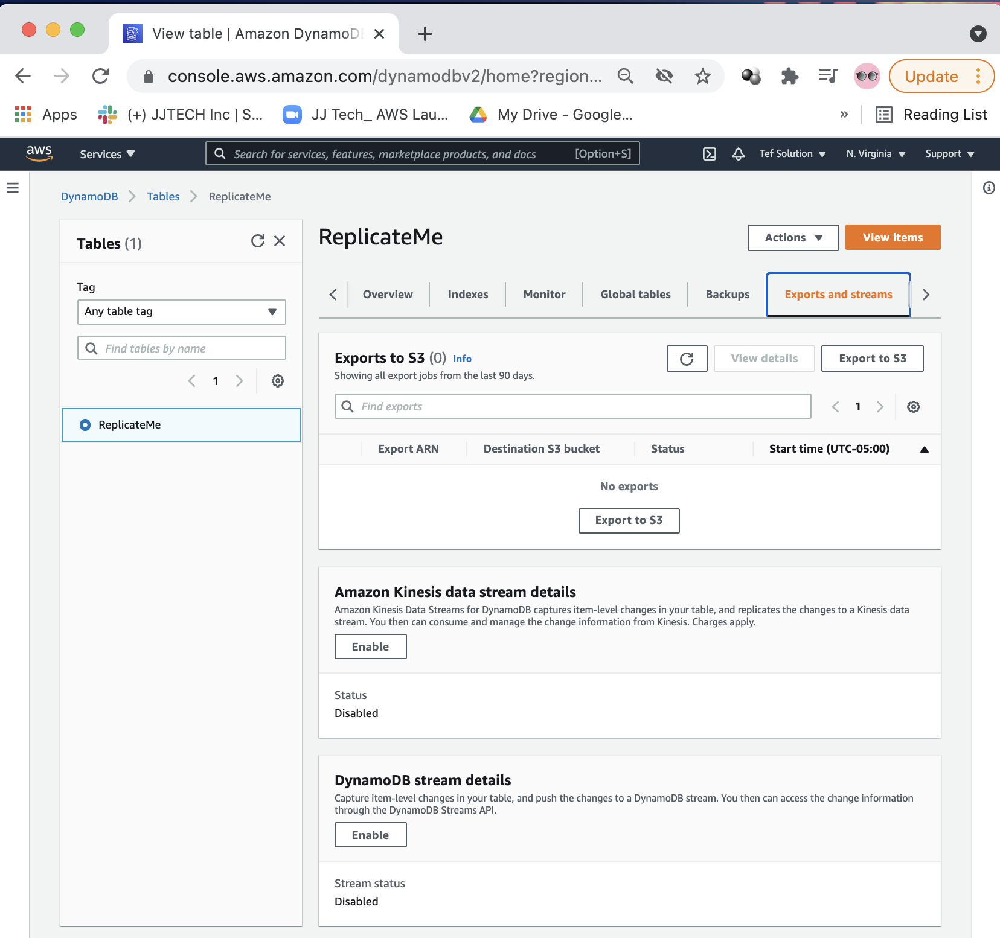 View table | Amazon DynamoD
console.aws.amazon.com/dynamodbv2/home?region...
Update
Apps
(+) JJTECH Inc | S...
JJ Tech_ AWS Lau...
My Drive - Google...
»
Reading List
aws
Services
Search for services, features, marketplace products, and docs
[Option+S]
Tef Solution
N. Virginia
Support
DynamoDB
Tables
ReplicateMe
Tables (1)
Tag
Any table tag
Find tables by name
1
ReplicateMe
ReplicateMe
Actions
View items
Overview
Indexes
Monitor
Global tables
Backups
Exports and streams
Exports to S3 (0) Info
Showing all export jobs from the last 90 days.
View details
Export to S3
Find exports
1
Export ARN
Destination S3 bucket
Status
Start time (UTC-05:00)
No exports
Export to S3
Amazon Kinesis data stream details
Amazon Kinesis Data Streams for DynamoDB captures item-level changes in your table, and replicates the changes to a Kinesis data
stream. You then can consume and manage the change information from Kinesis. Charges apply.
Enable
Status
Disabled
DynamoDB stream details
Capture item-level changes in your table, and push the changes to a DynamoDB stream. You then can access the change information
through the DynamoDB Streams API.
Enable
Stream status
Disabled